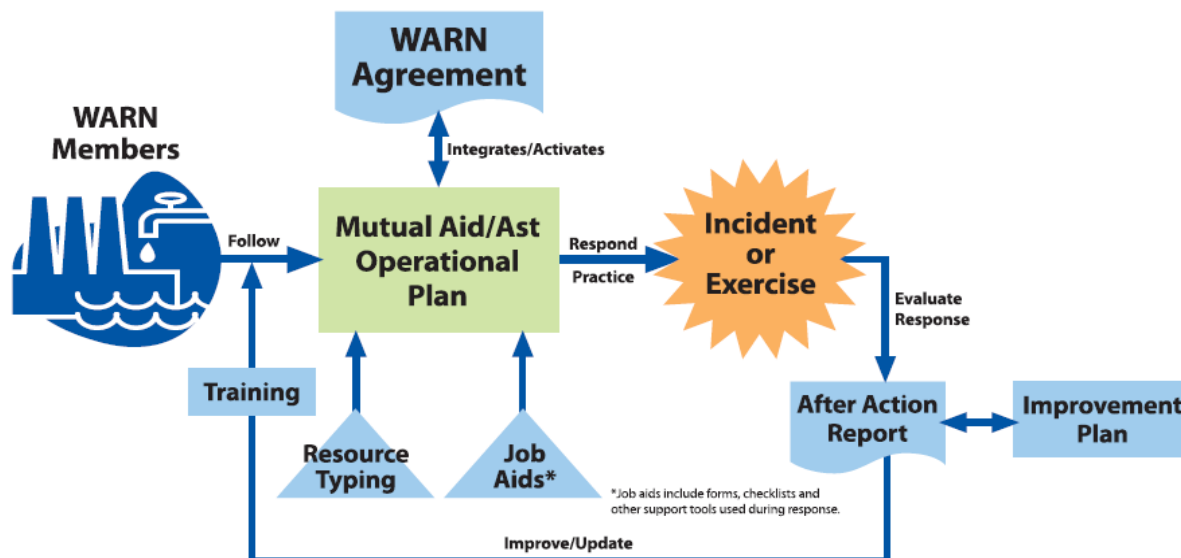 WARN
Agreement
WARN
Members
Integrates/Activates
Follow
Mutual Aid/Ast
Operational
Plan
Respond
Practice
Incident
or
Exercise
Evaluate
Response
Training
Resource
Typing
Job
Aids*
After Action
Report
Improvement
Plan
*Job aids include forms, checklists and
other support tools used during response.
Improve/Update